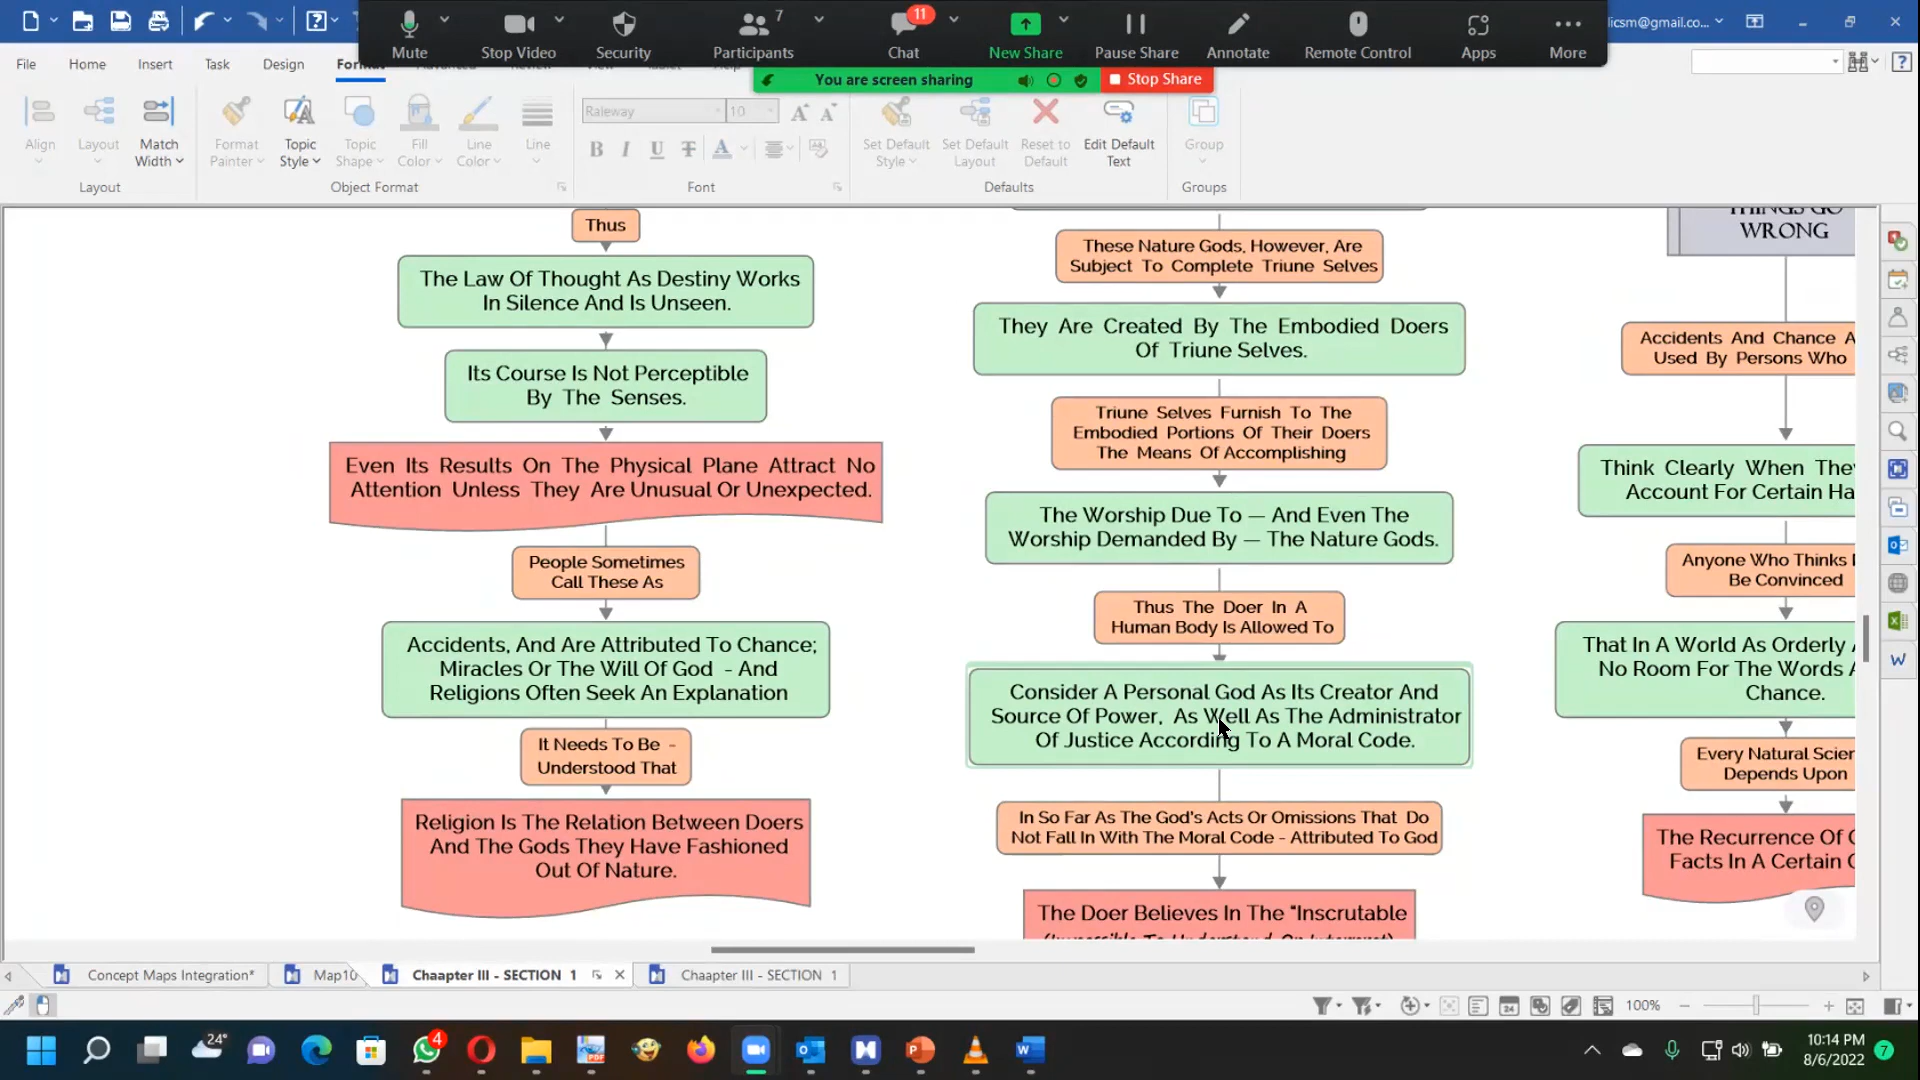 Mute
Stop Video
Security
Participants
7
Chat
11
New Share
Pause Share
Annotate
Remote Control
Apps
More
licsm@gmail.co...
You are screen sharing
Stop Share
File
Home
Insert
Task
Design
Align
Layout
Match
Width
Format
Painter
Topic
Style
Topic
Shape
Fill
Color
Line
Color
Line
Raleway
10
Set Default
Style
Set Default
Layout
Reset to
Default
Edit Default
Text
Group
Layout
Object Format
Font
Defaults
Groups
Thus
The Law Of Thought As Destiny Works
In Silence And Is Unseen.
Its Course Is Not Perceptible
By The Senses.
Even Its Results On The Physical Plane Attract No
Attention Unless They Are Unusual Or Unexpected.
People Sometimes
Call These As
Accidents, And Are Attributed To Chance;
Miracles Or The Will Of God - And
Religions Often Seek An Explanation
It Needs To Be -
Understood That
Religion Is The Relation Between Doers
And The Gods They Have Fashioned
Out Of Nature.
These Nature Gods, However, Are
Subject To Complete Triune Selves
They Are Created By The Embodied Doers
Of Triune Selves.
Triune Selves Furnish To The
Embodied Portions Of Their Doers
The Means Of Accomplishing
The Worship Due To — And Even The
Worship Demanded By — The Nature Gods.
Thus The Doer In A
Human Body Is Allowed To
Consider A Personal God As Its Creator And
Source Of Power, As Well As The Administrator
Of Justice According To A Moral Code.
In So Far As The God's Acts Or Omissions That Do
Not Fall In With The Moral Code - Attributed To God
The Doer Believes In The "Inscrutable
THINGS GO
WRONG
Accidents And Chance A
Used By Persons Who
Think Clearly When The
Account For Certain Ha
Anyone Who Thinks
Be Convinced
That In A World As Orderly
No Room For The Words
Chance.
Every Natural Scien
Depends Upon
The Recurrence Of
Facts In A Certain
Concept Maps Integration*
Map10
Chaapter III - SECTION 1
Chaapter III - SECTION 1
100%
24°
4
10:14 PM
8/6/2022
7